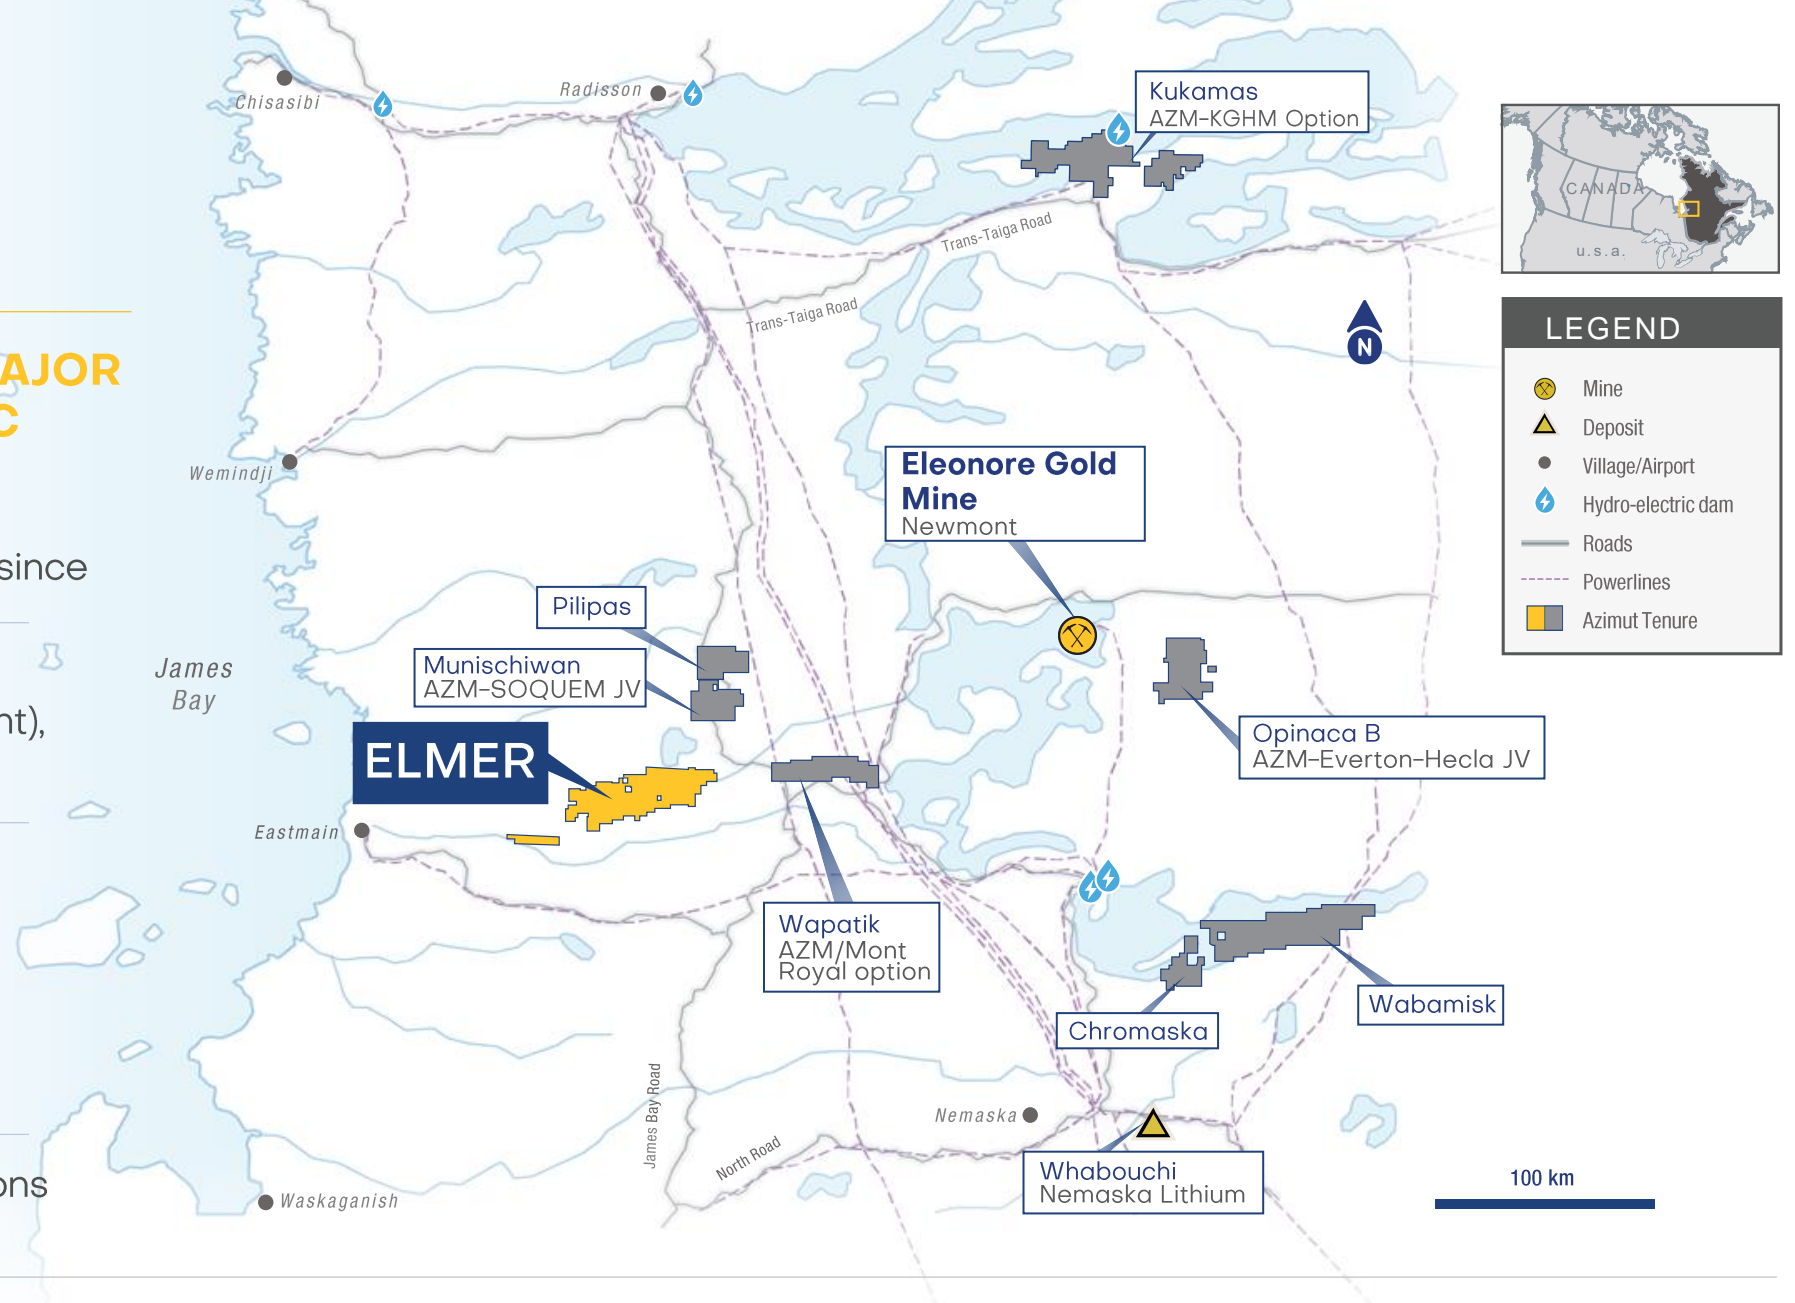 AJOR
C
since
nt),
ons
Chisasibi
Radisson
Kukamas
AZM-KGHM Option
Trans-Taiga Road
Trans-Taiga Road
Wemindji
Eleonore Gold
Mine
Newmont
Pilipas
Munischiwan
AZM-SOQUEM JV
James
Bay
ELMER
Opinaca B
AZM-Everton-Hecla JV
Eastmain
Wapatik
AZM/Mont
Royal option
Wabamisk
Chromaska
James Bay Road
Nemaska
North Road
Whabouchi
Nemaska Lithium
Waskaganish
100 km
N
CANADA
u.s.a.
LEGEND
Mine
Deposit
Village/Airport
Hydro-electric dam
Roads
Powerlines
Azimut Tenure